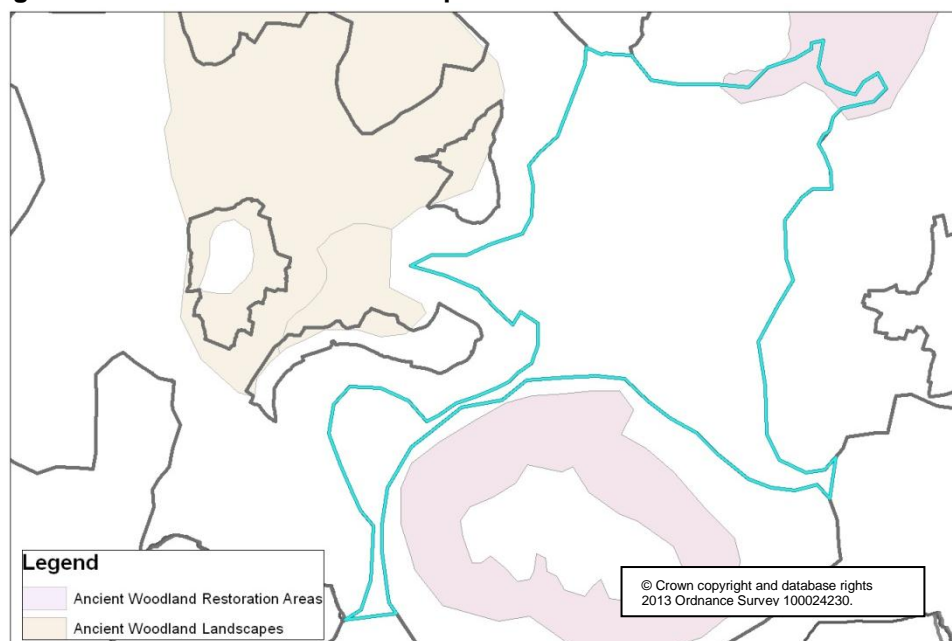 Legend
Ancient Woodland Restoration Areas
Ancient Woodland Landscapes
© Crown copyright and database rights
2013 Ordnance Survey 100024230.